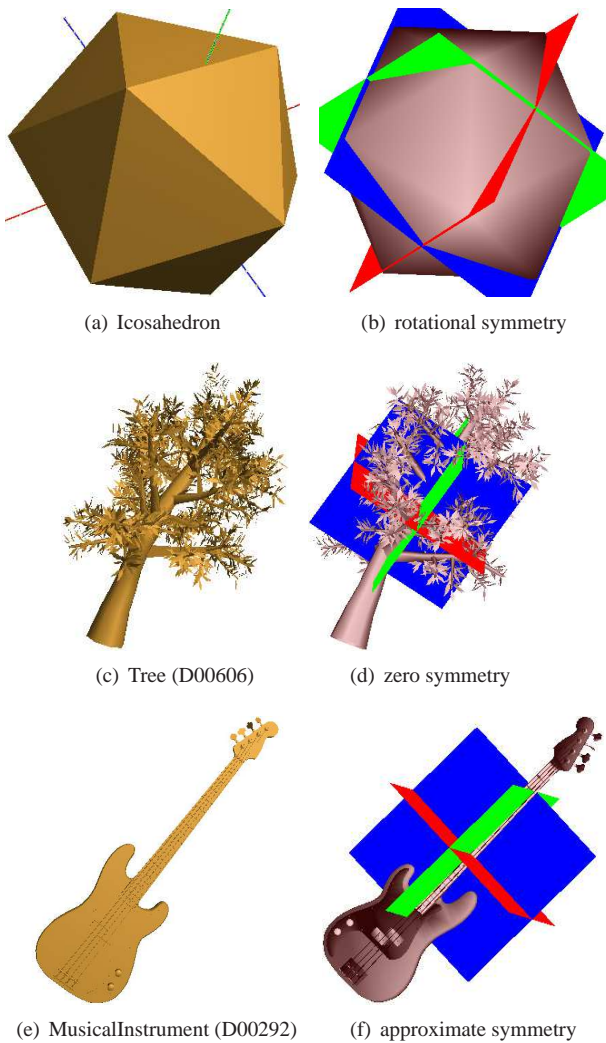 (a) Icosahedron
(b) rotational symmetry
(c) Tree (D00606)
(d) zero symmetry
(e) MusicalInstrument (D00292)
(f) approximate symmetry